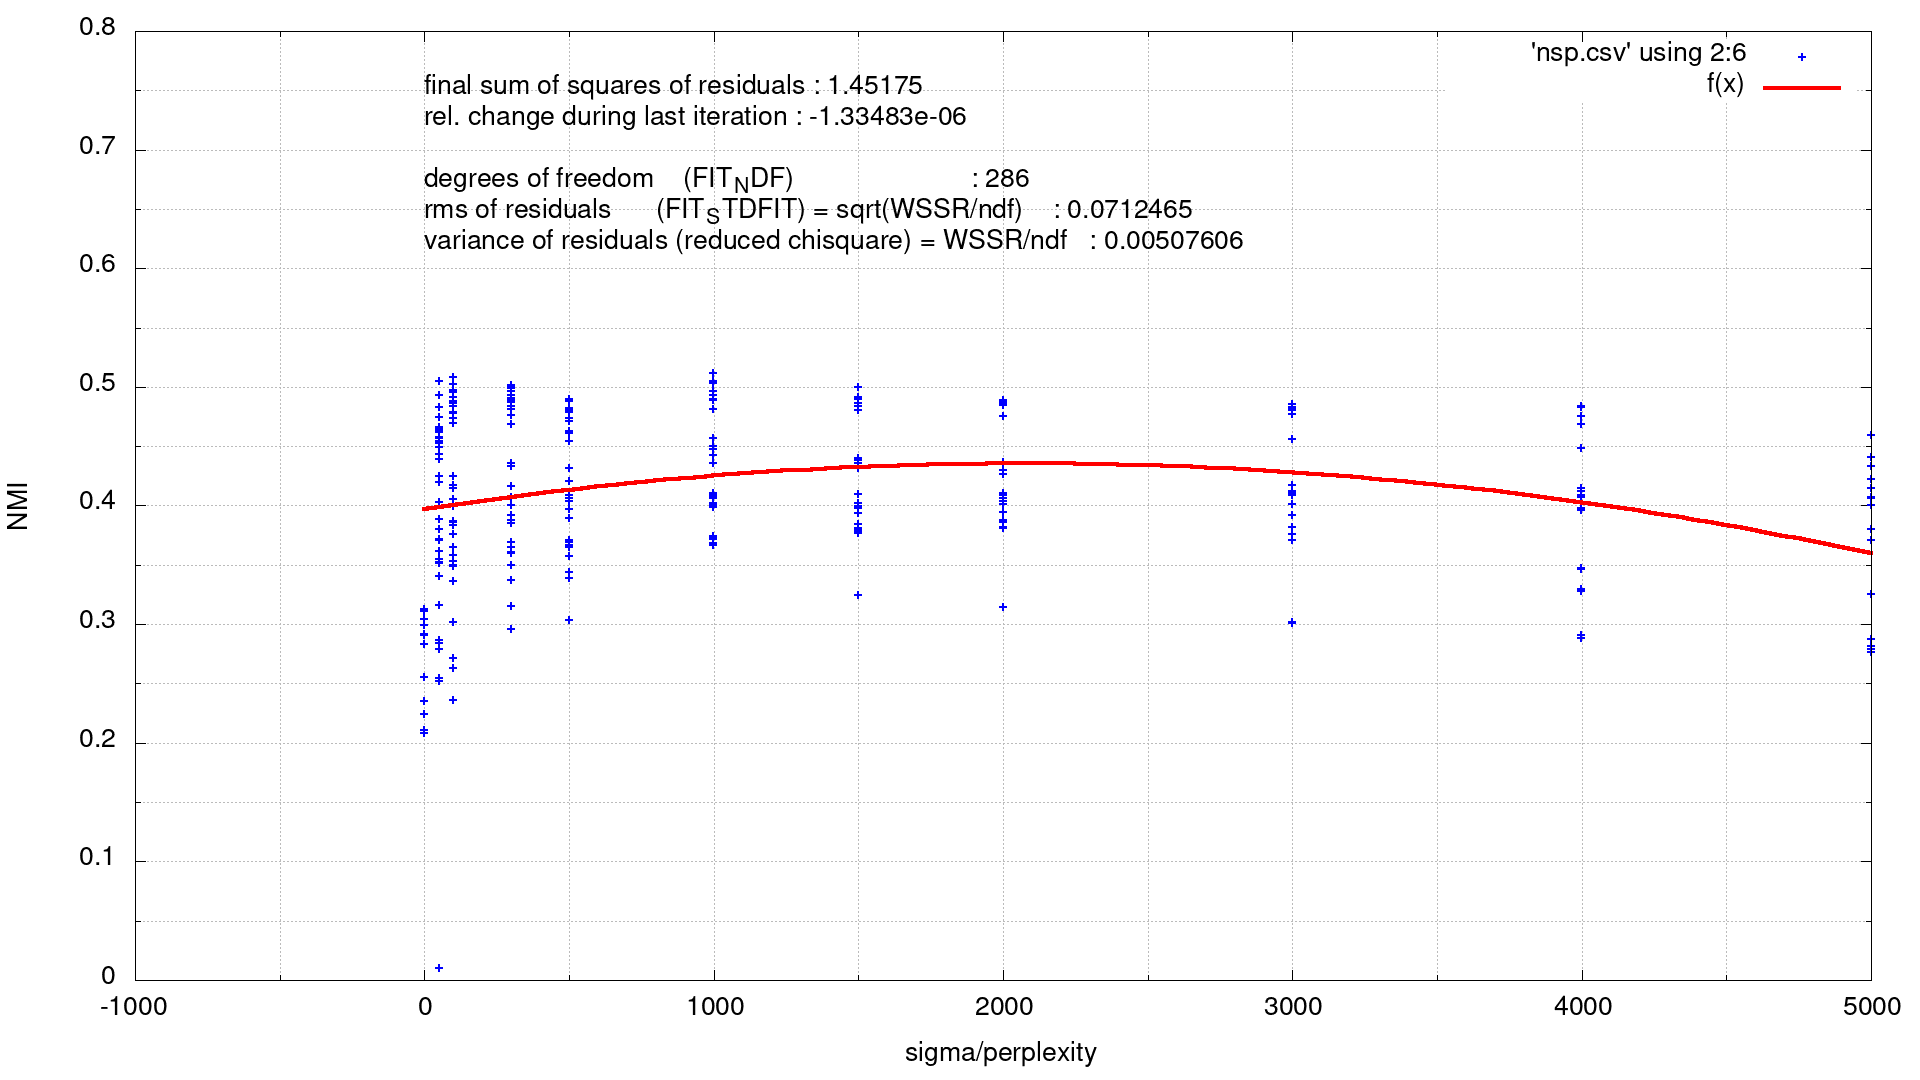 'nsp.csv' using 2:6
f(x)
final sum of squares of residuals : 1.45175
rel. change during last iteration : -1.33483e-06
degrees of freedom (FIT_NDF) : 286
rms of residuals (FIT_STDFIT) = sqrt(WSSR/ndf) : 0.0712465
variance of residuals (reduced chisquare) = WSSR/ndf : 0.00507606
0.8
0.7
0.6
0.5
0.4
0.3
0.2
0.1
0
NMI
-1000 0 1000 2000 3000 4000 5000
sigma/perplexity